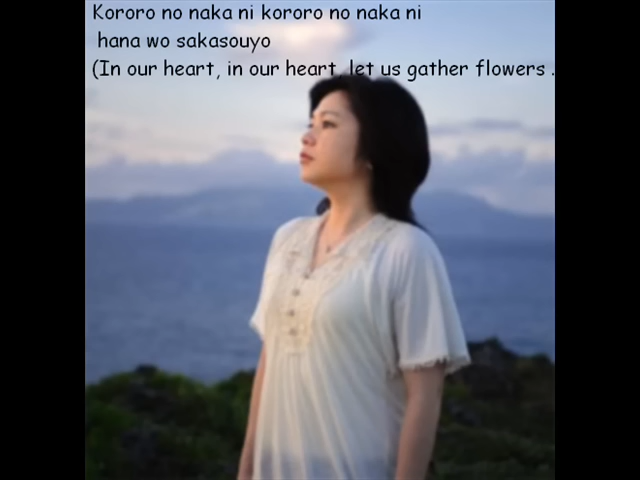 Kororo no naka ni kororo no naka ni
hana wo sakasouyo
(In our heart, in our heart, let us gather flowers .